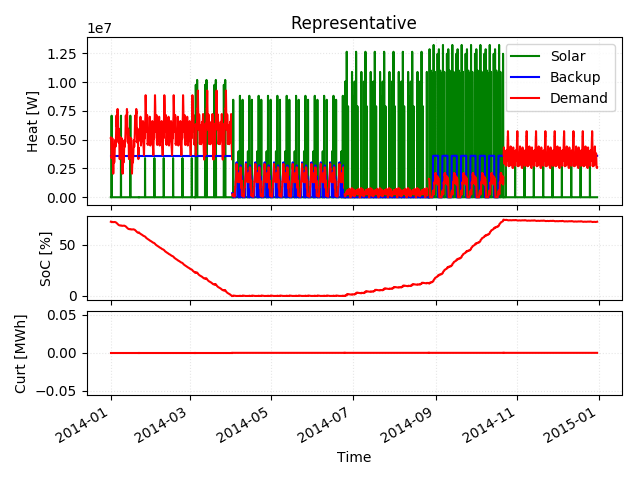 Representative
1e7
Heat [W]
1.25
1.00
0.75
0.50
0.25
0.00
Solar
Backup
Demand
SoC [%]
50
0
Curt [MWh]
0.05
0.00
−0.05
2014-01
2014-03
2014-05
2014-07
2014-09
2014-11
2015-01
Time